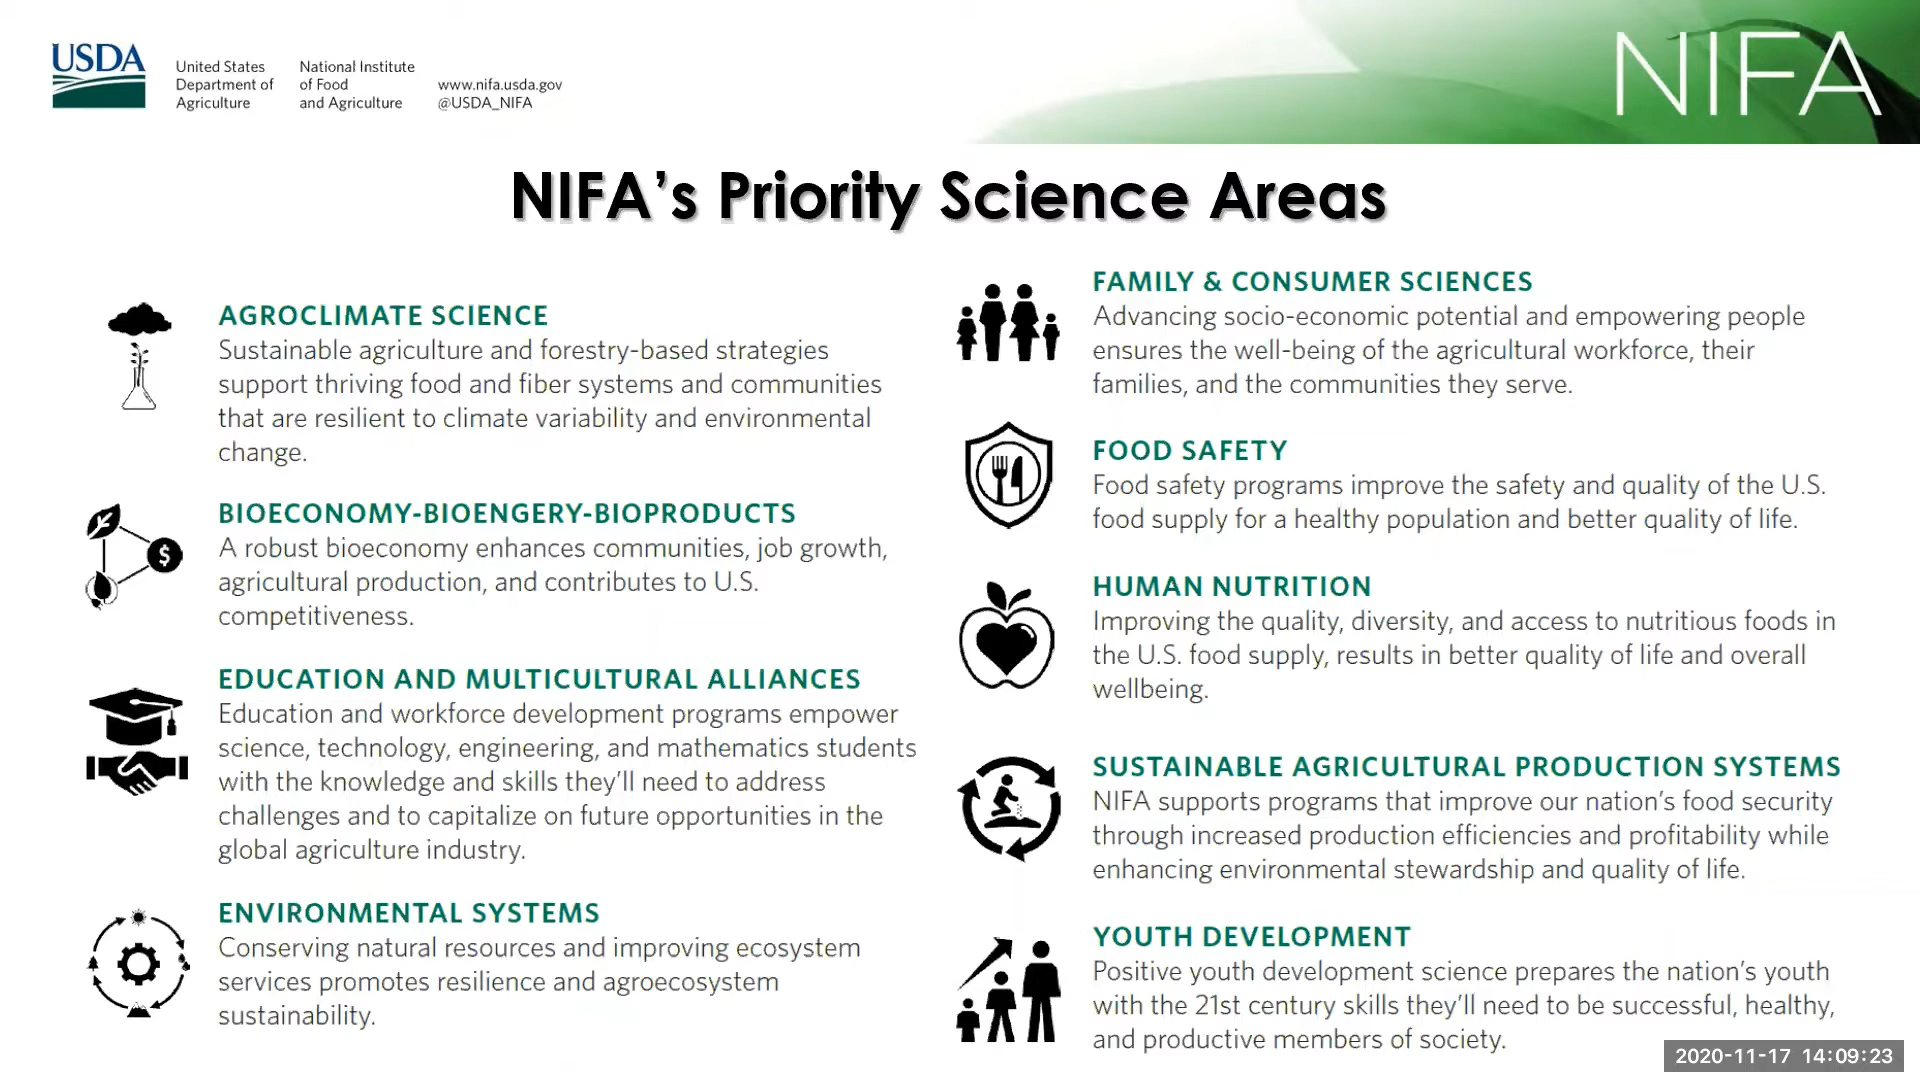 USDA
United States
Department of
Agriculture
National Institute
of Food
and Agriculture
www.nifa.usda.gov
@USDA_NIFA
NIFA
NIFA's Priority Science Areas
AGROCLIMATE SCIENCE
Sustainable agriculture and forestry-based strategies
support thriving food and fiber systems and communities
that are resilient to climate variability and environmental
change.
BIOECONOMY-BIOENGERY-BIOPRODUCTS
A robust bioeconomy enhances communities, job growth,
agricultural production, and contributes to U.S.
competitiveness.
EDUCATION AND MULTICULTURAL ALLIANCES
Education and workforce development programs empower
science, technology, engineering, and mathematics students
with the knowledge and skills they'll need to address
challenges and to capitalize on future opportunities in the
global agriculture industry.
ENVIRONMENTAL SYSTEMS
Conserving natural resources and improving ecosystem
services promotes resilience and agroecosystem
sustainability.
FAMILY & CONSUMER SCIENCES
Advancing socio-economic potential and empowering people
ensures the well-being of the agricultural workforce, their
families, and the communities they serve.
FOOD SAFETY
Food safety programs improve the safety and quality of the U.S.
food supply for a healthy population and better quality of life.
HUMAN NUTRITION
Improving the quality, diversity, and access to nutritious foods in
the U.S. food supply, results in better quality of life and overall
wellbeing.
SUSTAINABLE AGRICULTURAL PRODUCTION SYSTEMS
NIFA supports programs that improve our nation's food security
through increased production efficiencies and profitability while
enhancing environmental stewardship and quality of life.
YOUTH DEVELOPMENT
Positive youth development science prepares the nation's youth
with the 21st century skills they'll need to be successful, healthy,
and productive members of society.
$
2020-11-17 14:09:23